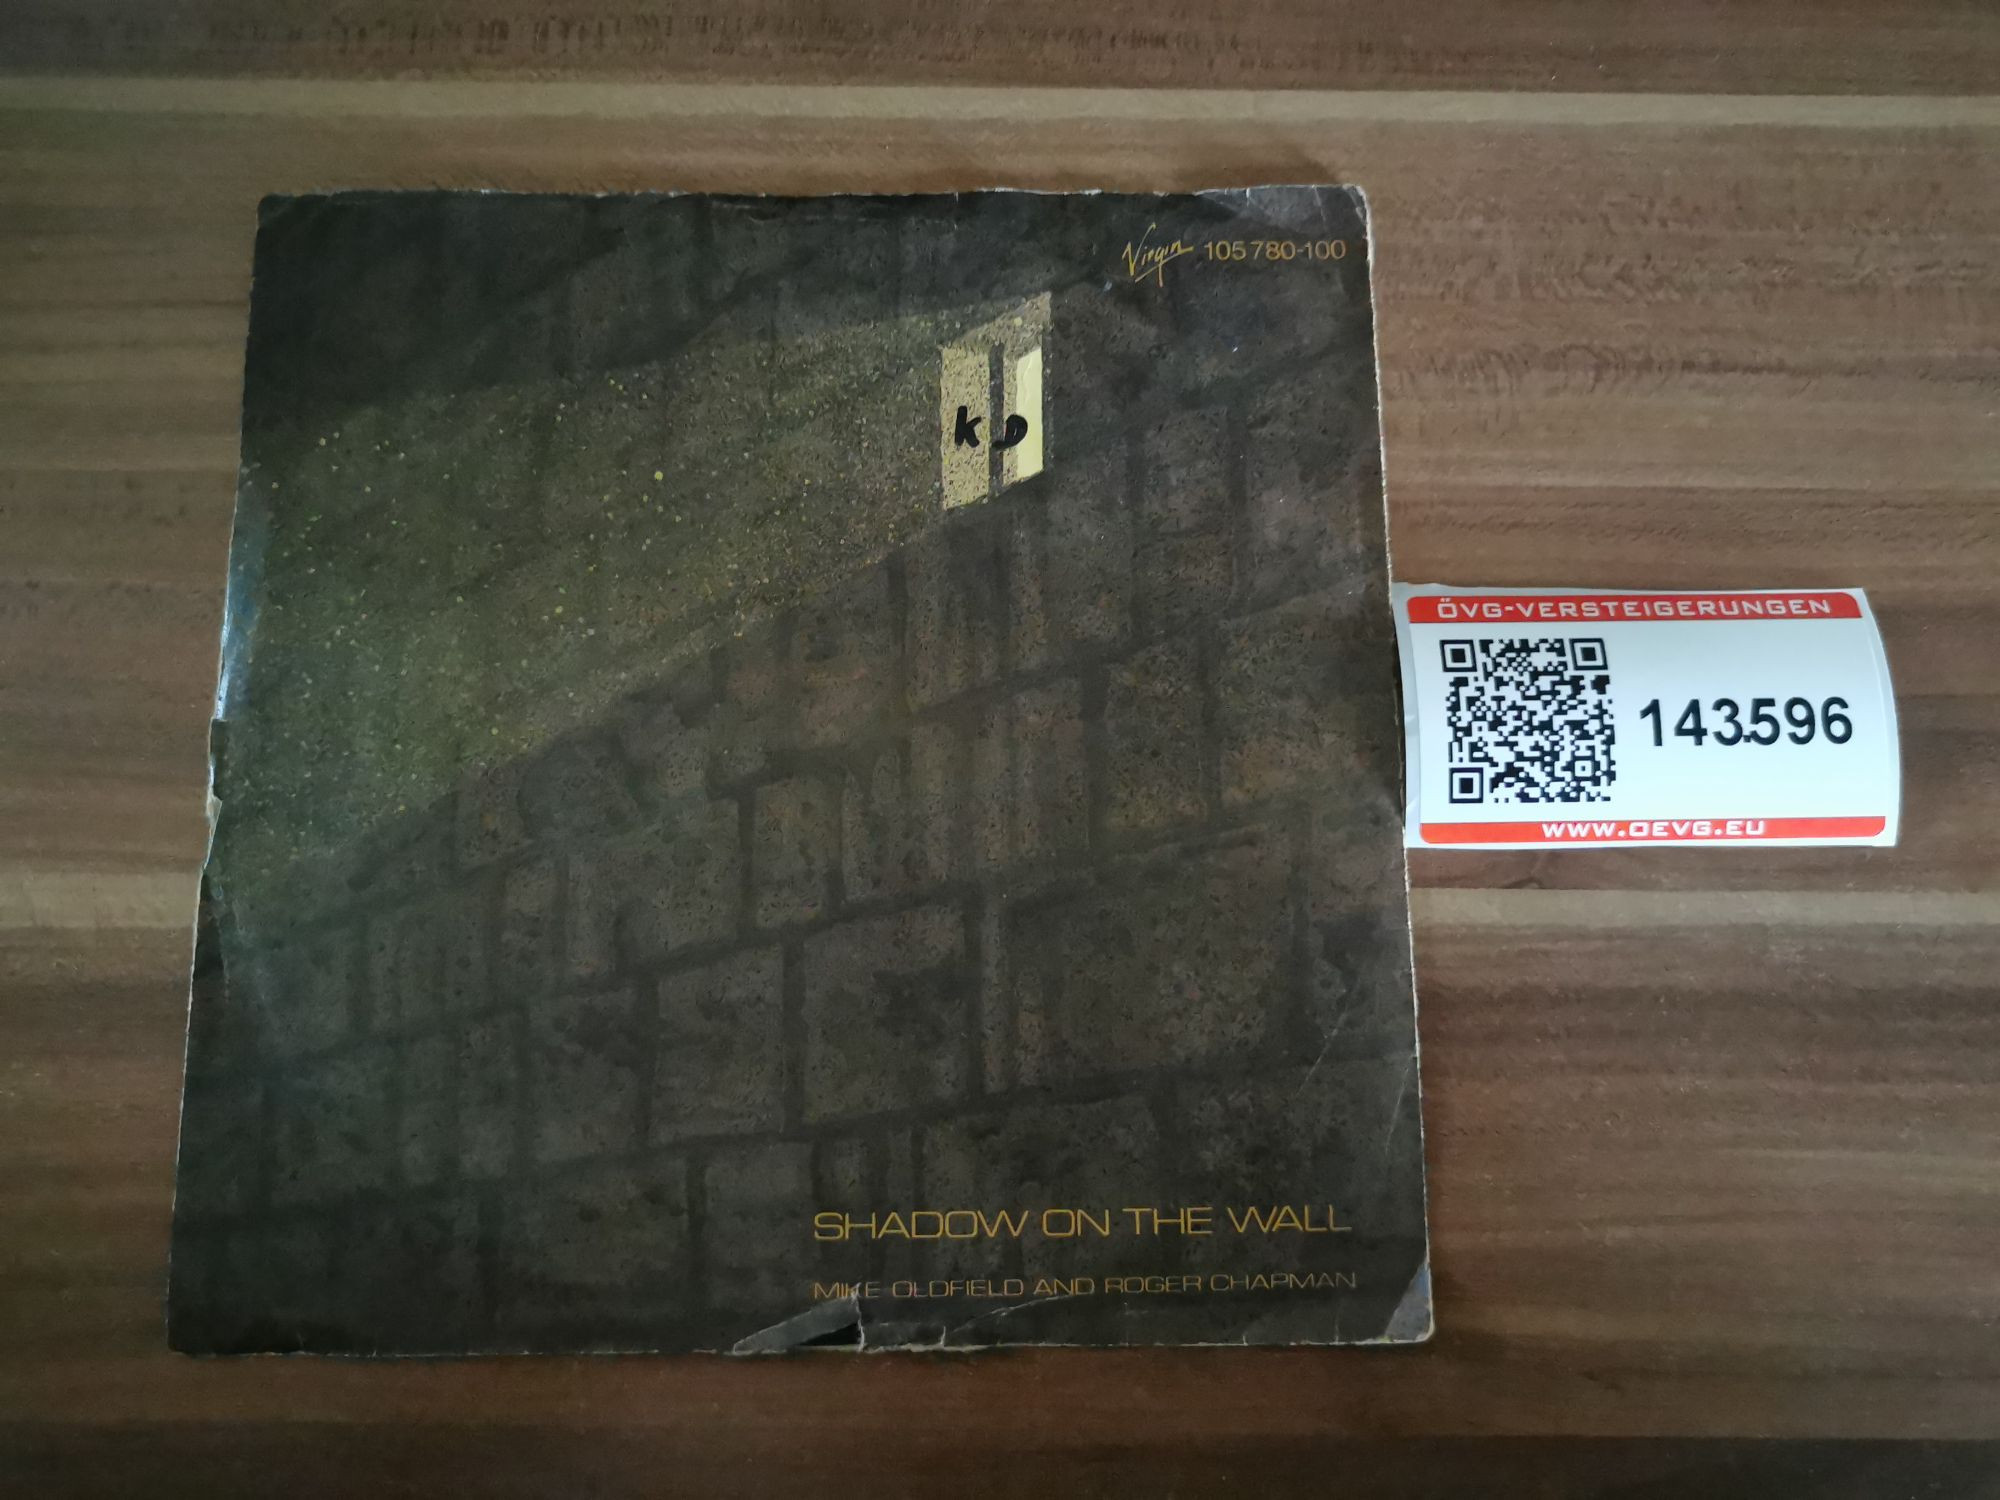 Virgin 105 780-100
K D
SHADOW ON THE WALL
MIKE OLDFIELD AND ROGER CHAPMAN
ÖVG-VERSTEIGERUNGEN
143.596
WWW.OEVG.EU